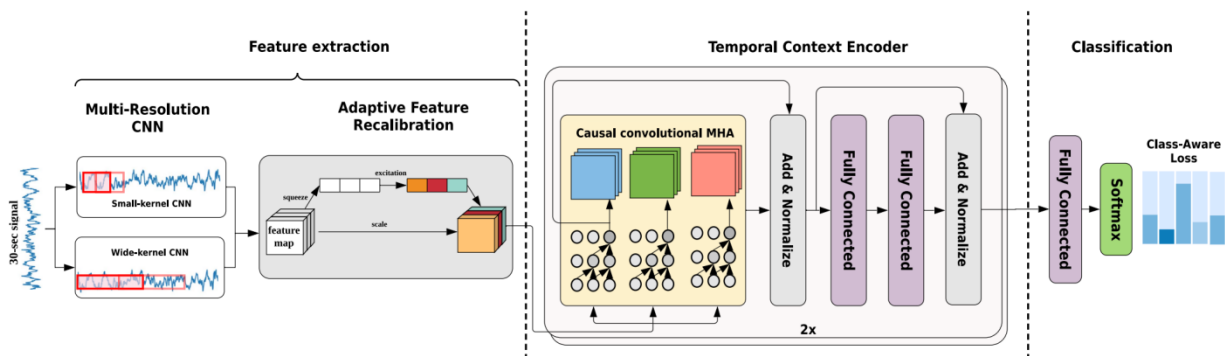 Feature extraction
Temporal Context Encoder
Classification
Multi-Resolution
CNN
Adaptive Feature
Recalibration
30-sec signal
Small-kernel CNN
Wide-kernel CNN
squeeze
excitation
feature
map
scale
Causal convolutional MHA
Add & Normalize
Fully Connected
Fully Connected
Add & Normalize
2x
Fully Connected
Softmax
Class-Aware
Loss